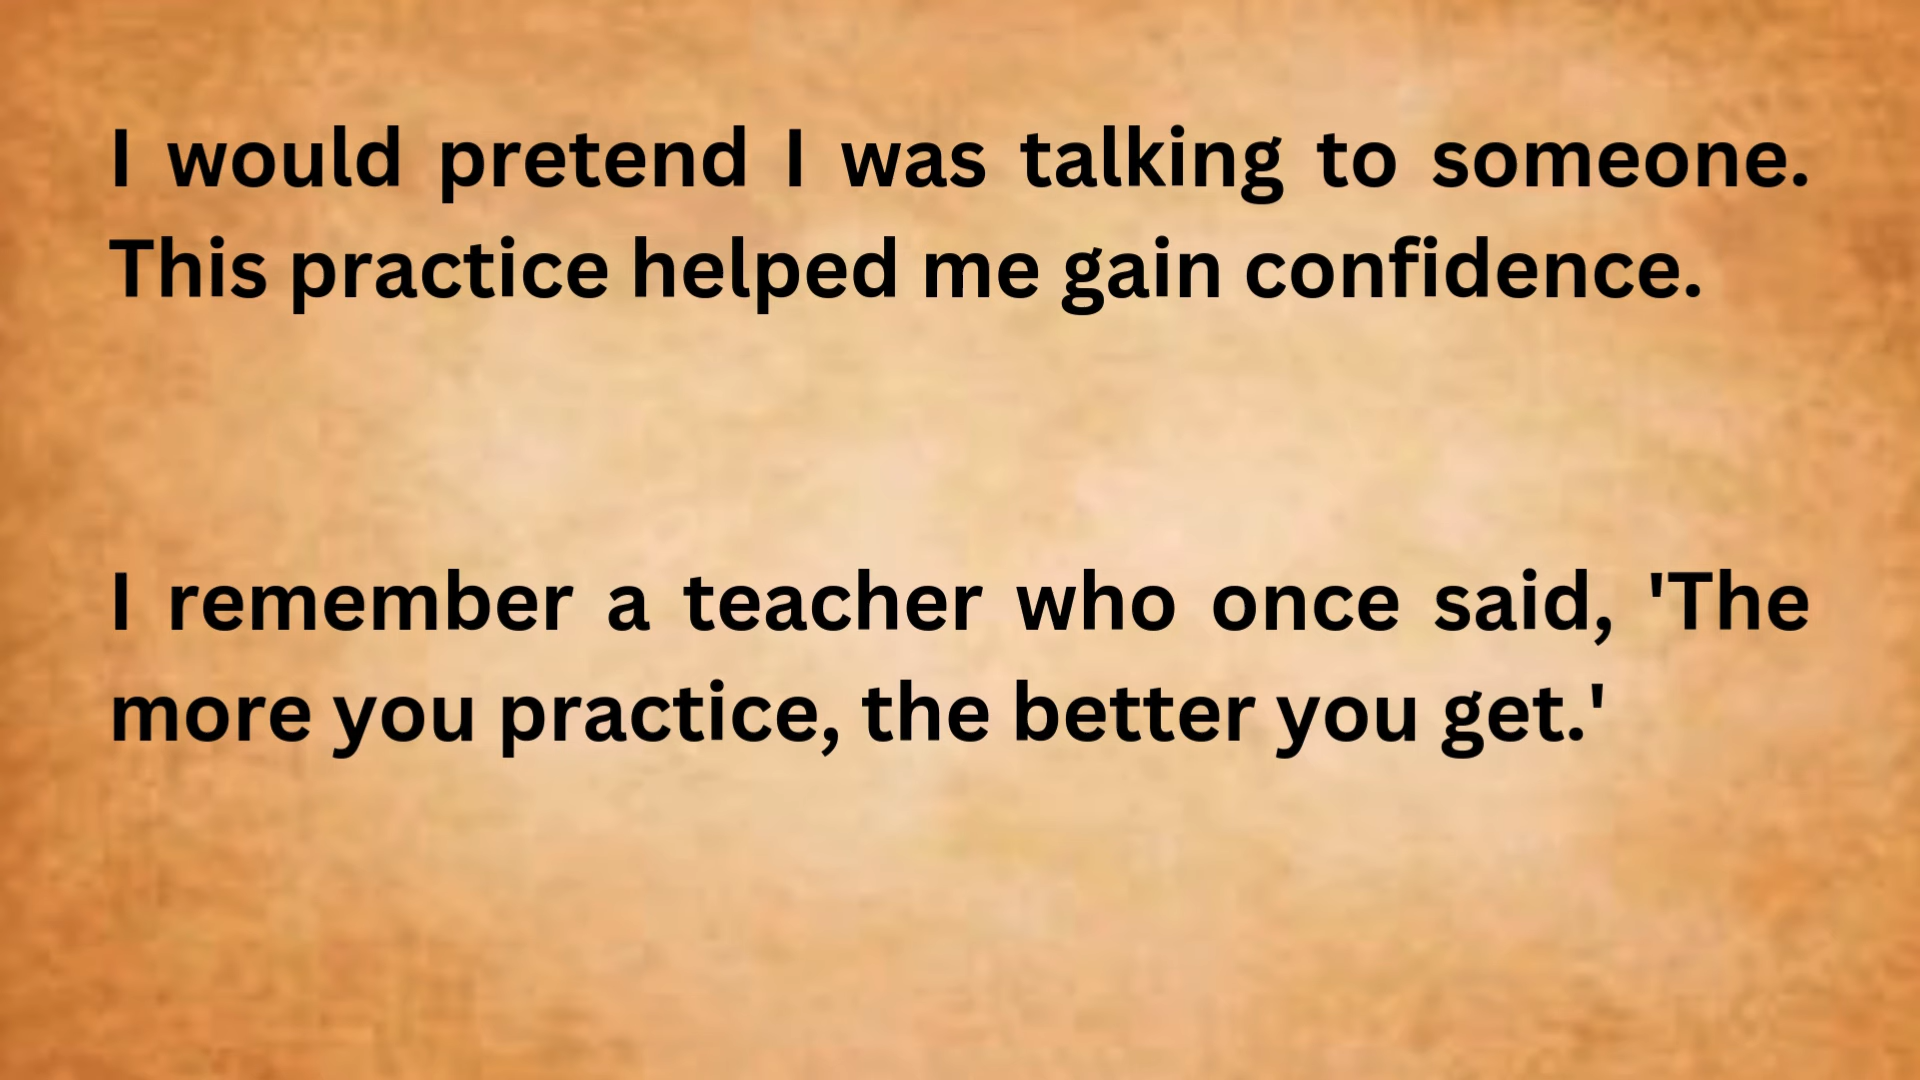 I would pretend I was talking to someone.
This practice helped me gain confidence.
I remember a teacher who once said, 'The
more you practice, the better you get.'